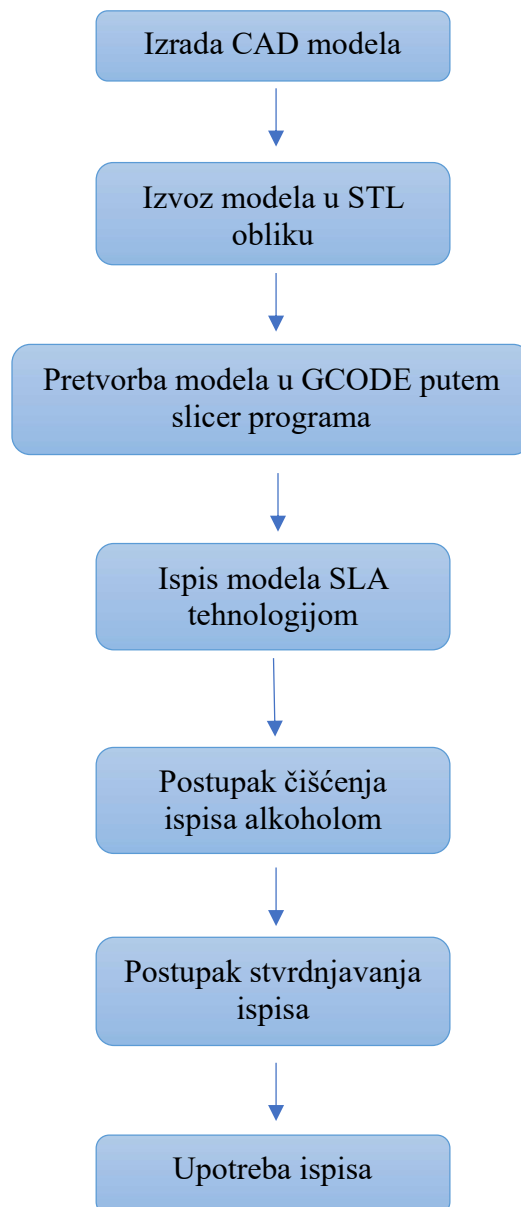 Izrada CAD modela
Izvoz modela u STL
obliku
Pretvorba modela u GCODE putem
slicer programa
Ispis modela SLA
tehnologijom
Postupak čišćenja
ispisa alkoholom
Postupak stvrdnjavanja
ispisa
Upotreba ispisa